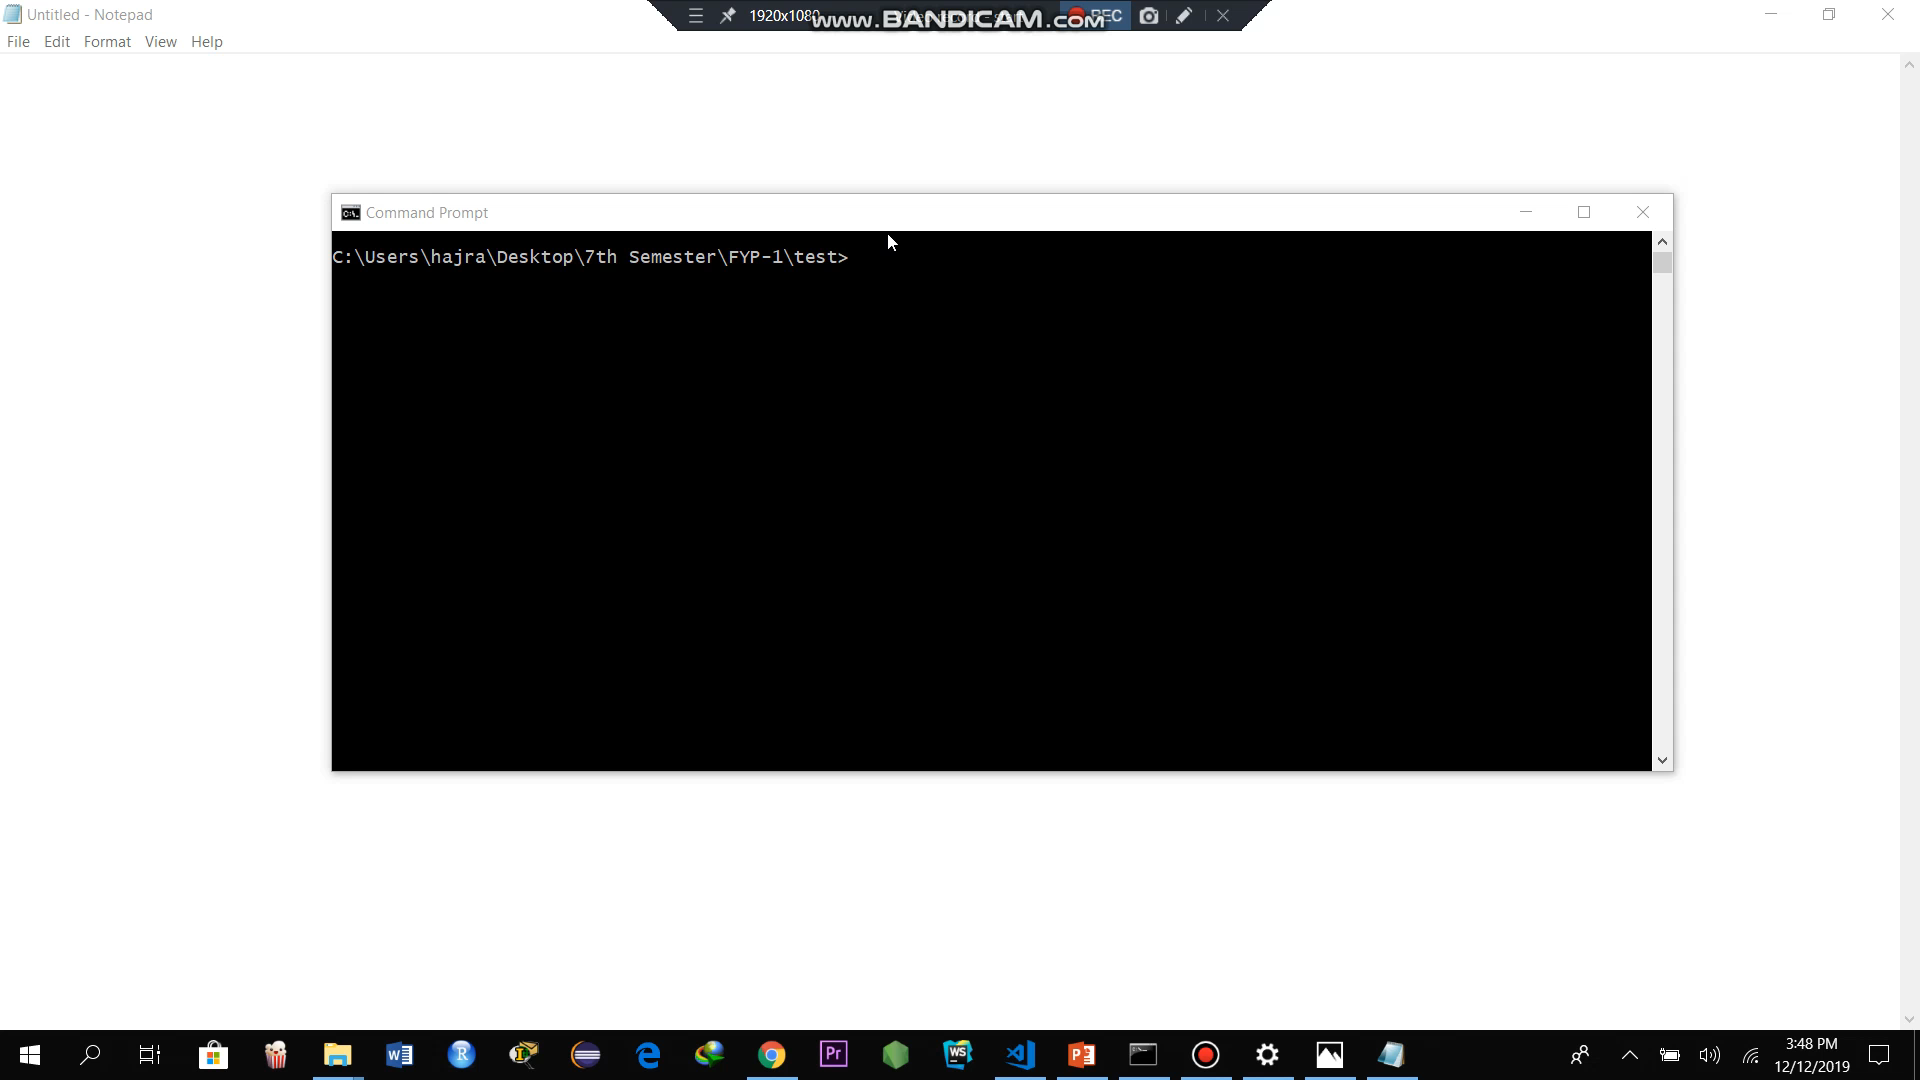 Untitled - Notepad
1920x1080
www.BANDICAM.com
REC
File Edit Format View Help
Command Prompt
C:\Users\hajra\Desktop\7th Semester\FYP-1\test>
3:48 PM
12/12/2019